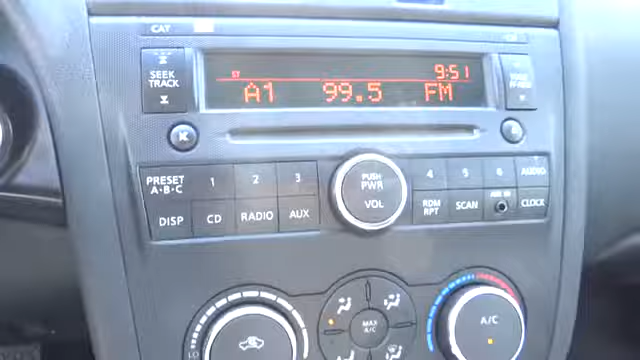 CAT
SEEK
TRACK
ST 9:51
A1 99.5 FM
PRESET
A·B·C
1 2 3
PUSH
PWR
VOL
4 5 6 AUDIO
DISP CD RADIO AUX
RDM
RPT
SCAN
AUX IN
CLOCK
MAX
A/C
A/C
LO